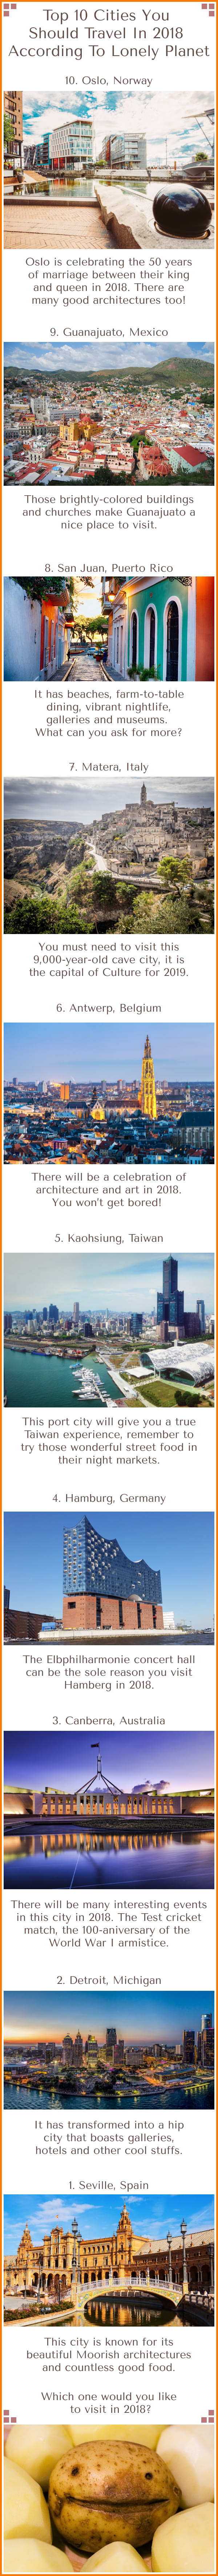 Top 10 Cities You
Should Travel In 2018
According To Lonely Planet
10. Oslo, Norway
Oslo is celebrating the 50 years
of marriage between their king
and queen in 2018. There are
many good architectures too!
9. Guanajuato, Mexico
Those brightly-colored buildings
and churches make Guanajuato a
nice place to visit.
8. San Juan, Puerto Rico
It has beaches, farm-to-table
dining, vibrant nightlife,
galleries and museums.
What can you ask for more?
7. Matera, Italy
You must need to visit this
9,000-year-old cave city, it is
the capital of Culture for 2019.
6. Antwerp, Belgium
There will be a celebration of
architecture and art in 2018.
You won't get bored!
5. Kaohsiung, Taiwan
This port city will give you a true
Taiwan experience, remember to
try those wonderful street food in
their night markets.
4. Hamburg, Germany
The Elbphilharmonie concert hall
can be the sole reason you visit
Hamberg in 2018.
3. Canberra, Australia
There will be many interesting events
in this city in 2018. The Test cricket
match, the 100-aniversary of the
World War I armistice.
2. Detroit, Michigan
It has transformed into a hip
city that boasts galleries,
hotels and other cool stuffs.
1. Seville, Spain
This city is known for its
beautiful Moorish architectures
and countless good food.
Which one would you like
to visit in 2018?